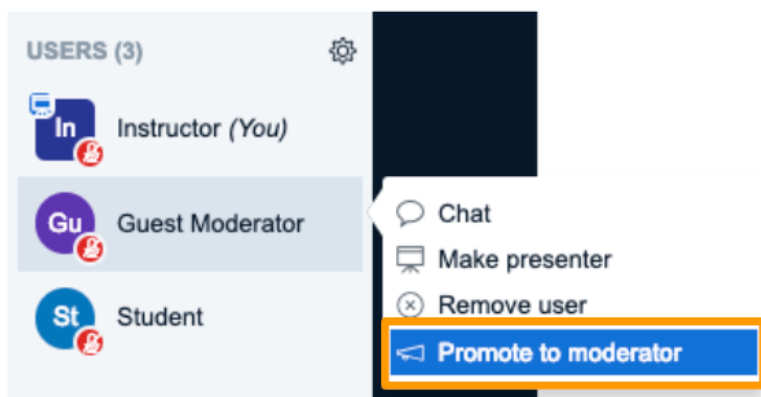 USERS (3)
In
Instructor (You)
Gu
Guest Moderator
St
Student
Chat
Make presenter
Remove user
Promote to moderator